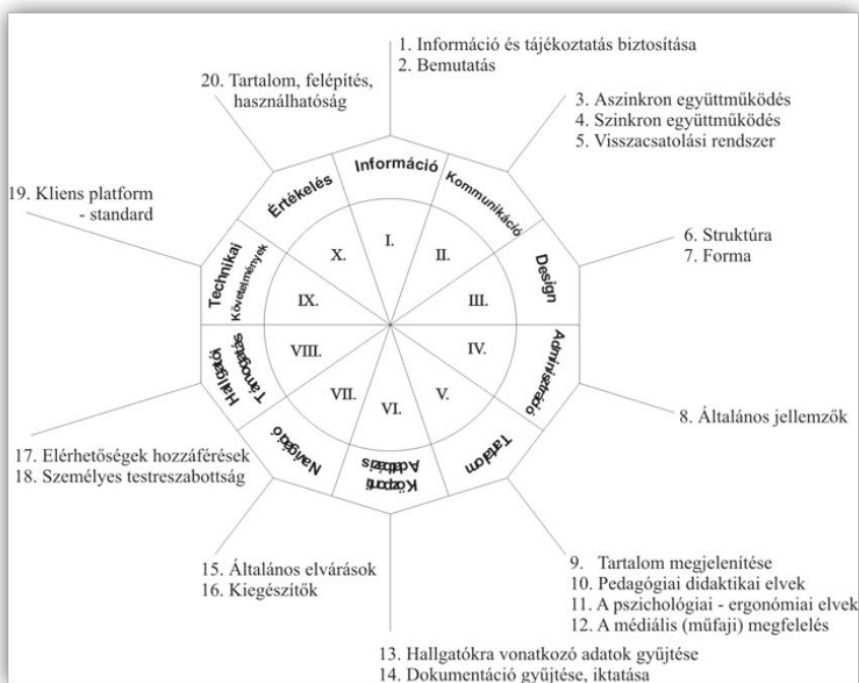 1. Információ és tájékoztatás biztosítása
2. Bemutatás
3. Aszinkron együttműködés
4. Szinkron együttműködés
5. Visszacsatolási rendszer
6. Struktúra
7. Forma
8. Általános jellemzők
9. Tartalom megjelenítése
10. Pedagógiai didaktikai elvek
11. A pszichológiai - ergonómiai elvek
12. A médiális (műfaji) megfelelés
13. Hallgatókra vonatkozó adatok gyűjtése
14. Dokumentáció gyűjtése, iktatása
15. Általános elvárások
16. Kiegészítők
17. Elérhetőségek hozzáférések
18. Személyes testreszabottság
19. Kliens platform
- standard
20. Tartalom, felépítés,
használhatóság
Információ
Kommunikáció
Design
Adminisztráció
Tartalom
Központi
Adatbázis
Navigáció
Hallgatói
Támogatás
Technikai
Követelmények
Értékelés
I.
II.
III.
IV.
V.
VI.
VII.
VIII.
IX.
X.